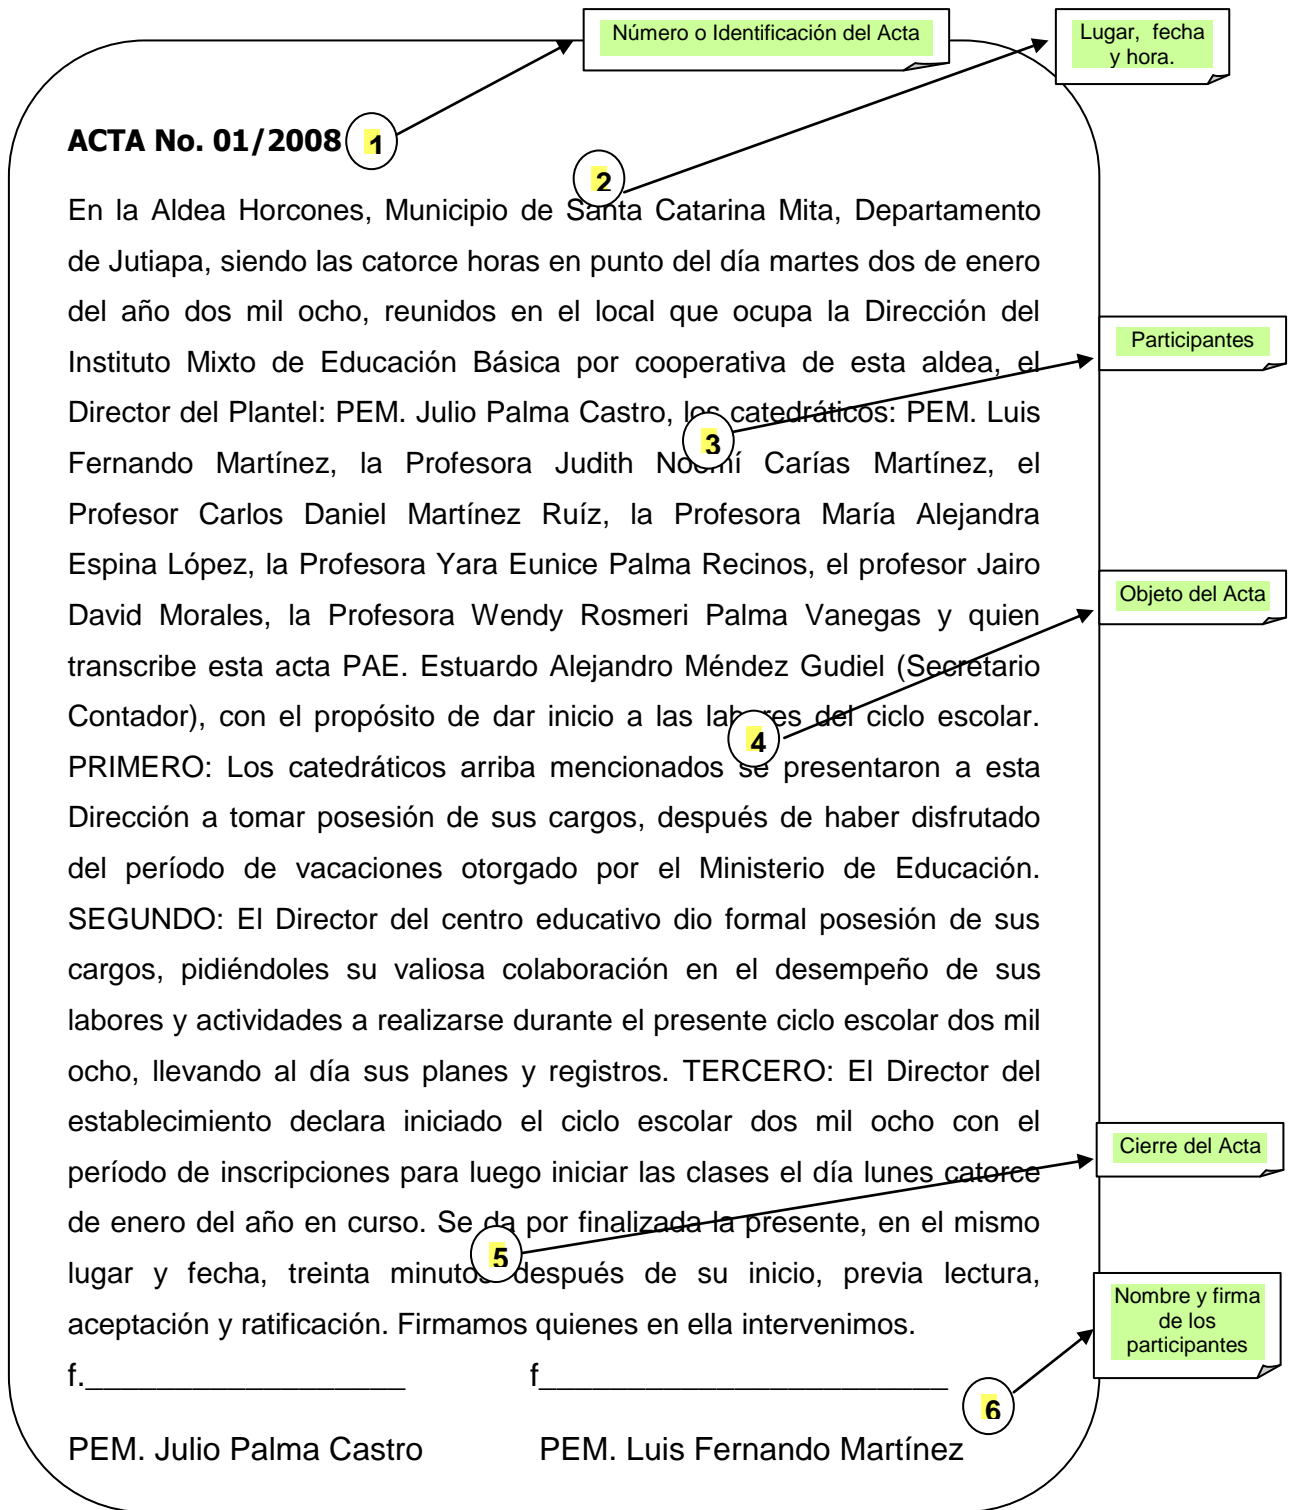 Número o Identificación del Acta
Lugar, fecha
y hora.
ACTA No. 01/2008
1
2
En la Aldea Horcones, Municipio de Santa Catarina Mita, Departamento
de Jutiapa, siendo las catorce horas en punto del día martes dos de enero
del año dos mil ocho, reunidos en el local que ocupa la Dirección del
Participantes
Instituto Mixto de Educación Básica por cooperativa de esta aldea, el
Director del Plantel: PEM. Julio Palma Castro, los catedráticos: PEM. Luis
3
Fernando Martínez, la Profesora Judith Noemí Carías Martínez, el
Profesor Carlos Daniel Martínez Ruíz, la Profesora María Alejandra
Espina López, la Profesora Yara Eunice Palma Recinos, el profesor Jairo
Objeto del Acta
David Morales, la Profesora Wendy Rosmeri Palma Vanegas y quien
transcribe esta acta PAE. Estuardo Alejandro Méndez Gudiel (Secretario
Contador), con el propósito de dar inicio a las labores del ciclo escolar.
4
PRIMERO: Los catedráticos arriba mencionados se presentaron a esta
Dirección a tomar posesión de sus cargos, después de haber disfrutado
del período de vacaciones otorgado por el Ministerio de Educación.
SEGUNDO: El Director del centro educativo dio formal posesión de sus
cargos, pidiéndoles su valiosa colaboración en el desempeño de sus
labores y actividades a realizarse durante el presente ciclo escolar dos mil
ocho, llevando al día sus planes y registros. TERCERO: El Director del
establecimiento declara iniciado el ciclo escolar dos mil ocho con el
Cierre del Acta
período de inscripciones para luego iniciar las clases el día lunes catorce
de enero del año en curso. Se da por finalizada la presente, en el mismo
5
lugar y fecha, treinta minutos después de su inicio, previa lectura,
Nombre y firma
de los
participantes
aceptación y ratificación. Firmamos quienes en ella intervenimos.
f.___________________ f________________________
6
PEM. Julio Palma Castro PEM. Luis Fernando Martínez